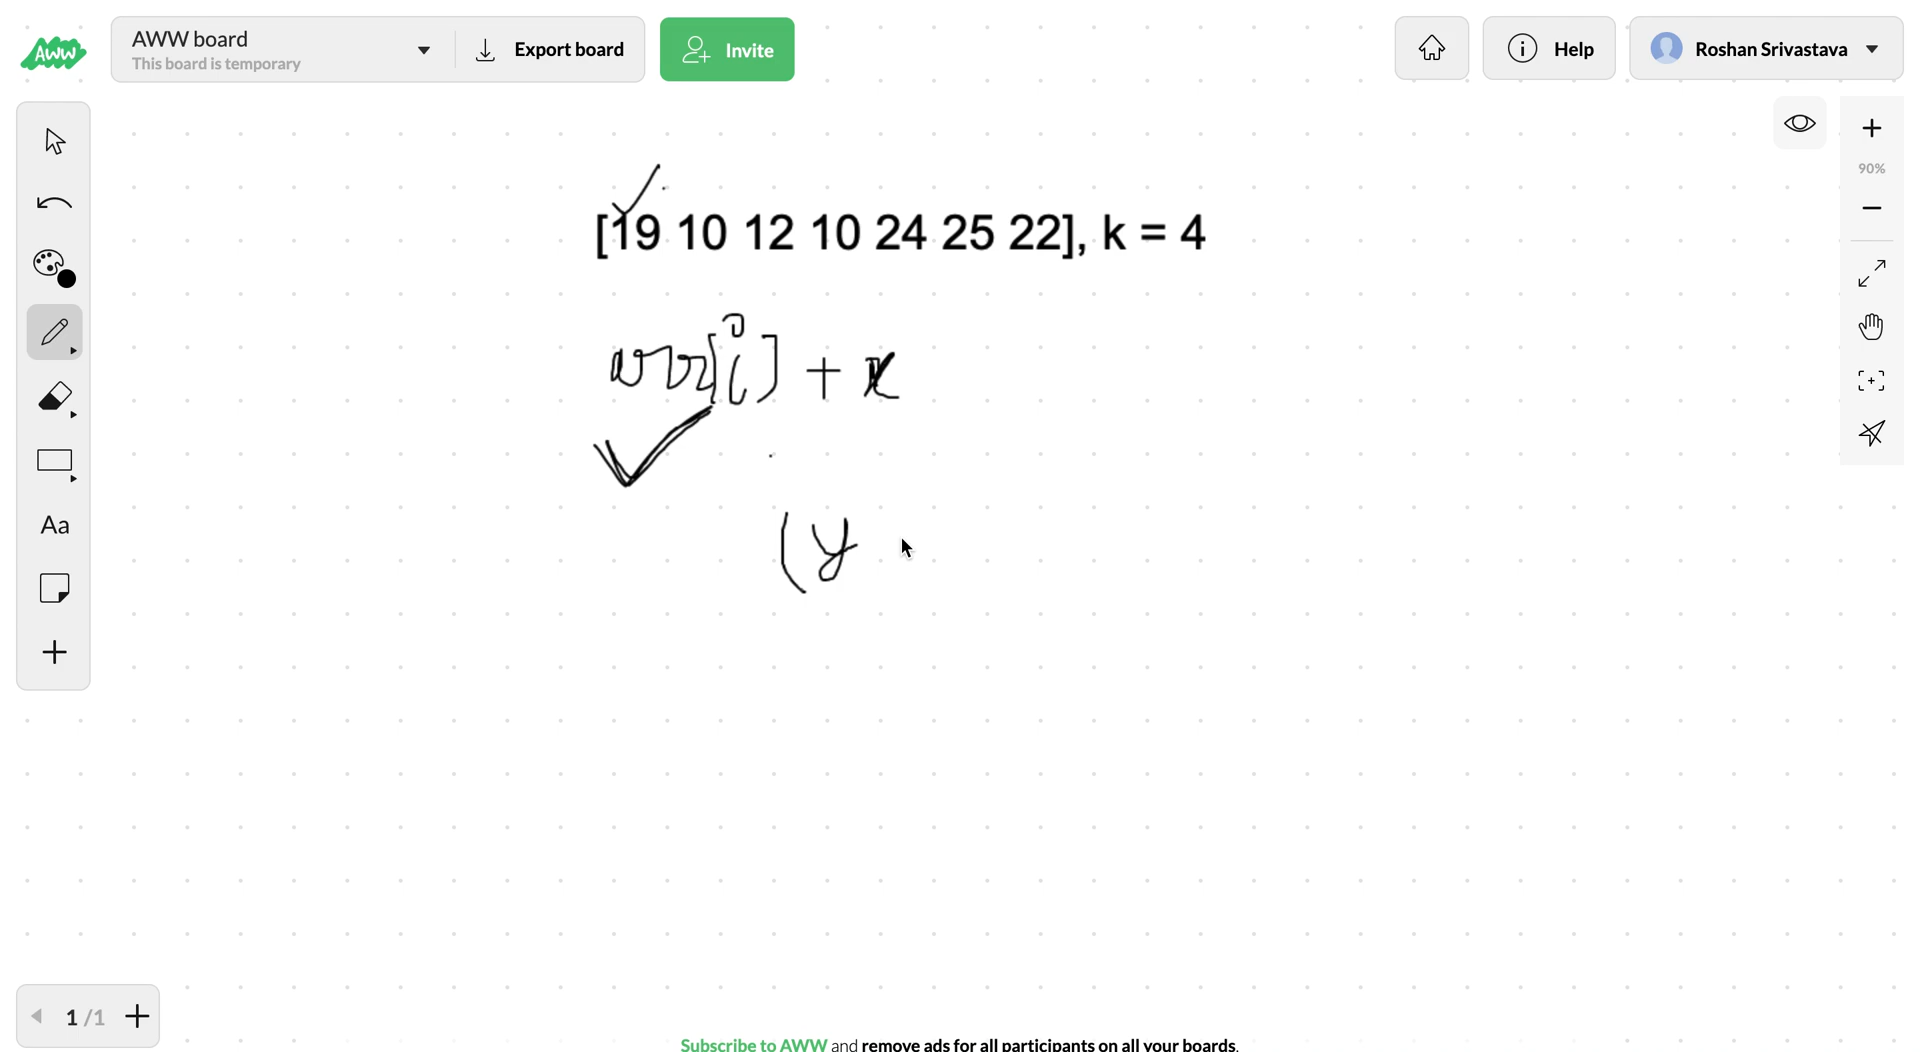 AWW board
This board is temporary
Export board
Invite
Help
Roshan Srivastava
AWW
90%
[19 10 12 10 24 25 22], k = 4
arr[i] + x
(y
Aa
1 /1
Subscribe to AWW and remove ads for all participants on all your boards.